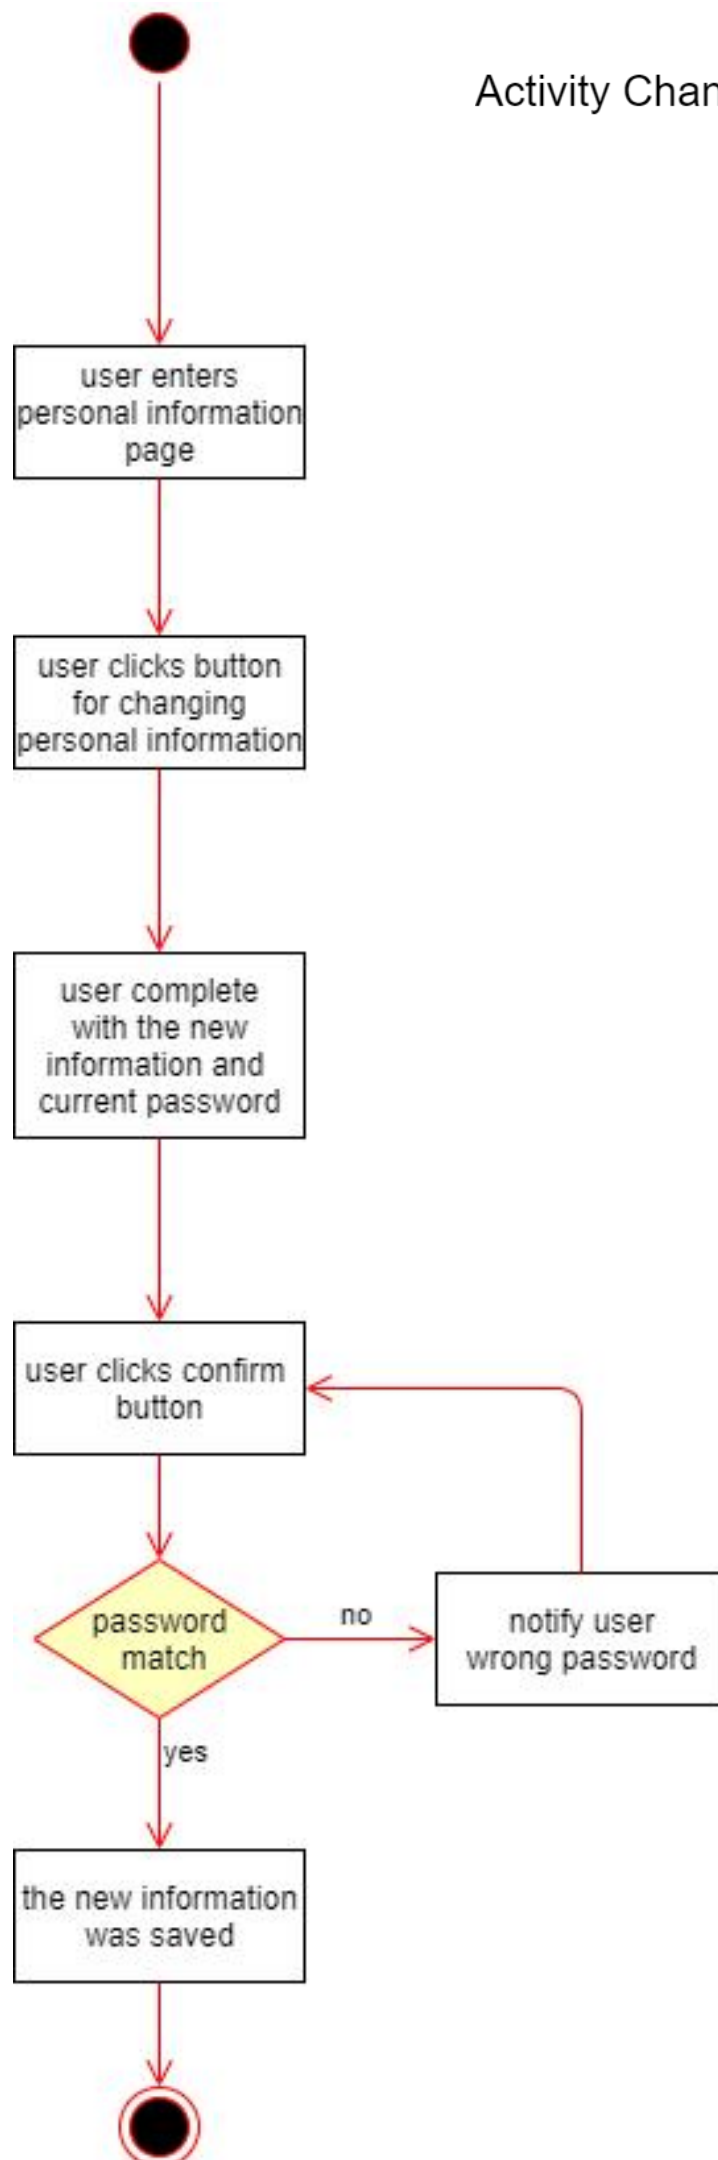 Activity Chan
user enters
personal information
page
user clicks button
for changing
personal information
user complete
with the new
information and
current password
user clicks confirm
button
password
match
no
notify user
wrong password
yes
the new information
was saved